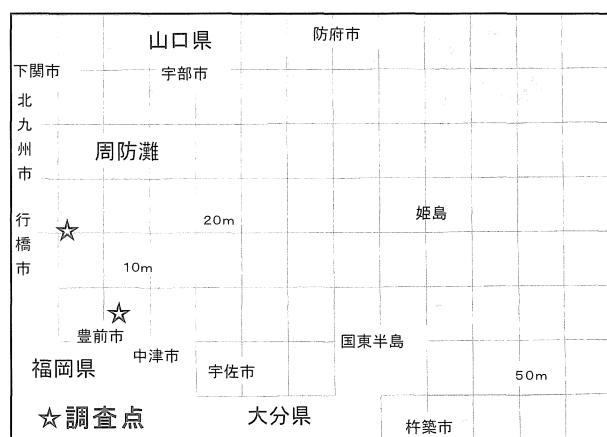 山口県
防府市
下関市
宇部市
北九州市
周防灘
姫島
行橋市
☆
20m
10m
☆
豊前市
国東半島
中津市
福岡県
宇佐市
50m
☆調査点
大分県
杵築市